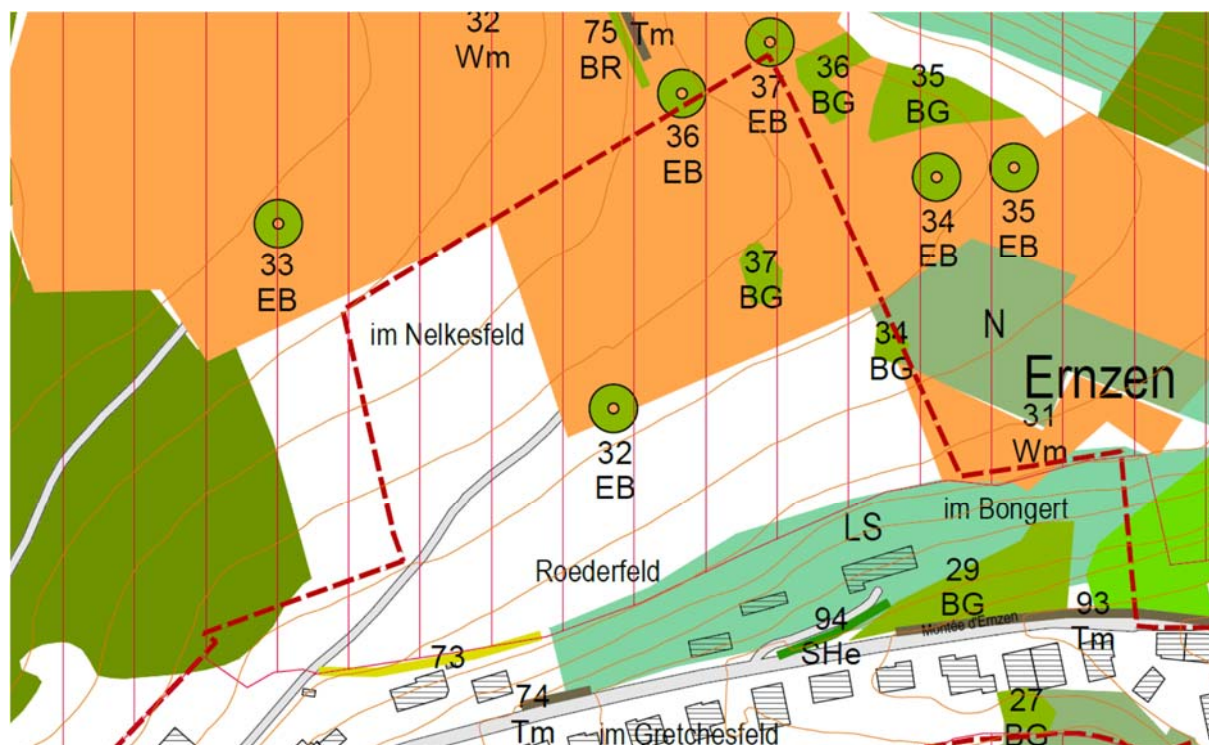 32
Wm
75
BR
Tm
36
EB
37
EB
36
BG
35
BG
34
EB
35
EB
33
EB
37
BG
im Nelkesfeld
34
BG
N
Ernzen
31
Wm
32
EB
im Bongert
LS
Roederfeld
29
BG
94
SHe
Montée d'Ernzen
93
Tm
73
74
Tm
im Gretchesfeld
27
BG